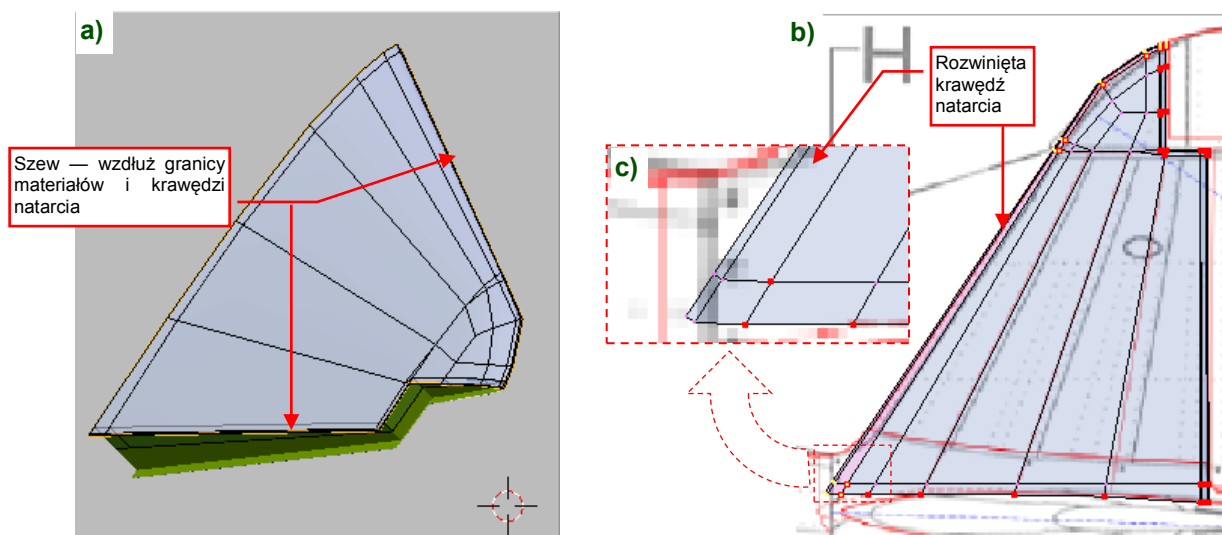 a)
Szew — wzdłuż granicy
materiałów i krawędzi
natarcia
b)
H
Rozwinięta
krawędź
natarcia
c)